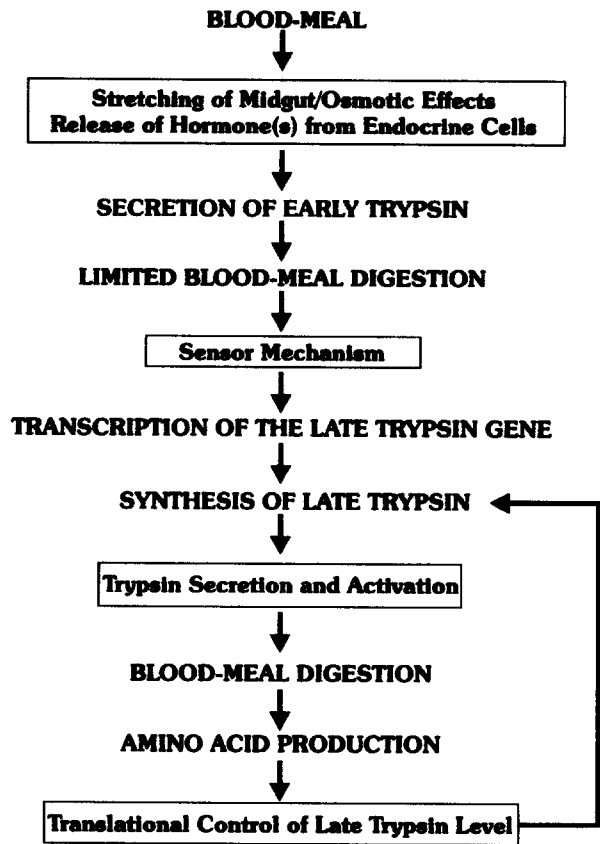 BLOOD-MEAL
Stretching of Midgut/Osmotic Effects
Release of Hormone(s) from Endocrine Cells
SECRETION OF EARLY TRYPSIN
LIMITED BLOOD-MEAL DIGESTION
Sensor Mechanism
TRANSCRIPTION OF THE LATE TRYPSIN GENE
SYNTHESIS OF LATE TRYPSIN
Trypsin Secretion and Activation
BLOOD-MEAL DIGESTION
AMINO ACID PRODUCTION
Translational Control of Late Trypsin Level